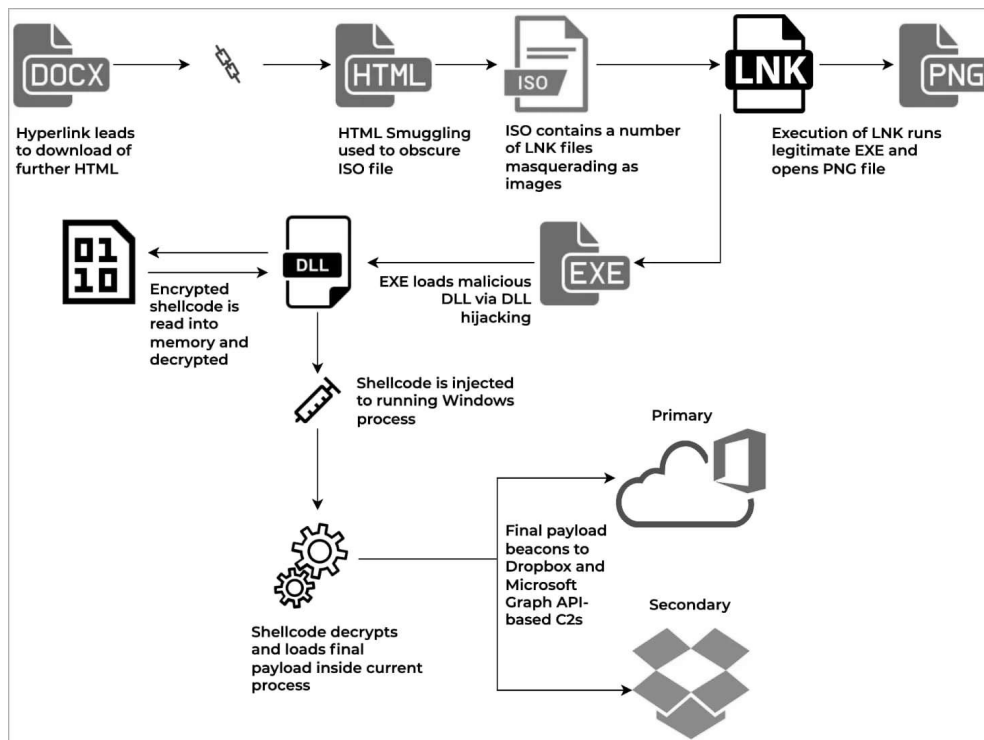 DOCX
HTML
ISO
LNK
PNG
Hyperlink leads
to download of
further HTML
HTML Smuggling
used to obscure
ISO file
ISO contains a number
of LNK files
masquerading as
images
Execution of LNK runs
legitimate EXE and
opens PNG file
01
10
DLL
EXE
Encrypted
shellcode is
read into
memory and
decrypted
EXE loads malicious
DLL via DLL
hijacking
Shellcode is injected
to running Windows
process
Primary
Final payload
beacons to
Dropbox and
Microsoft
Graph API-
based C2s
Secondary
Shellcode decrypts
and loads final
payload inside current
process